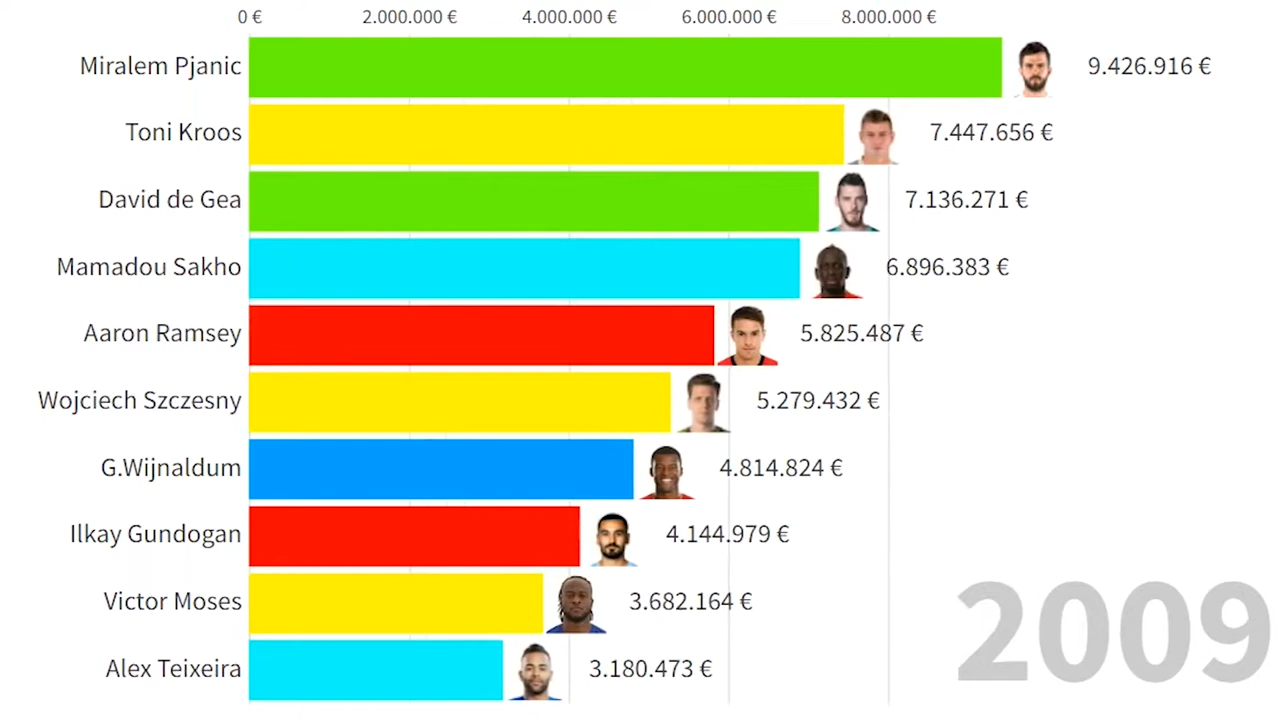 0 € 2.000.000 € 4.000.000 € 6.000.000 € 8.000.000 €
Miralem Pjanic 9.426.916 €
Toni Kroos 7.447.656 €
David de Gea 7.136.271 €
Mamadou Sakho 6.896.383 €
Aaron Ramsey 5.825.487 €
Wojciech Szczesny 5.279.432 €
G.Wijnaldum 4.814.824 €
Ilkay Gundogan 4.144.979 €
Victor Moses 3.682.164 €
Alex Teixeira 3.180.473 €
2009